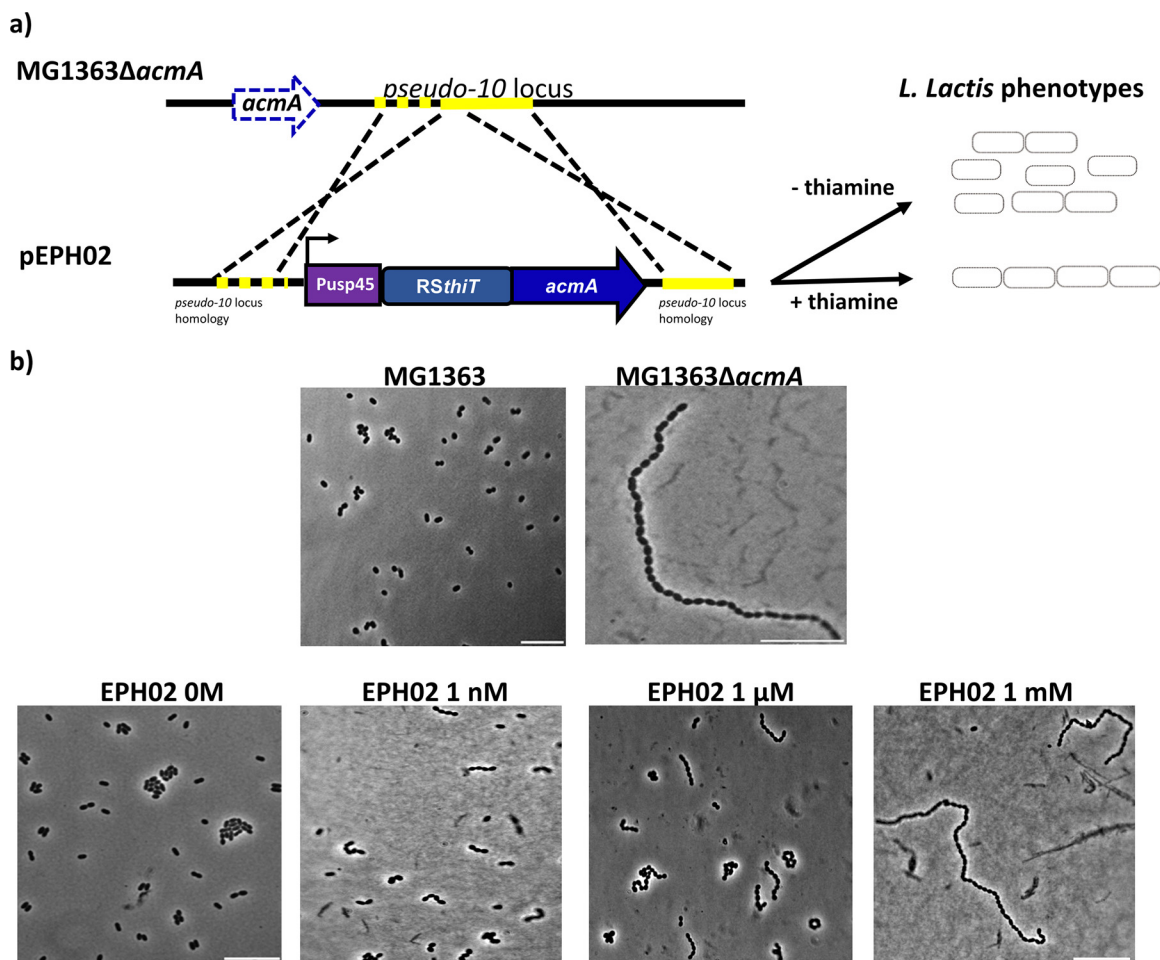 a)
MG1363ΔacmA
acmA
pseudo-10 locus
L. Lactis phenotypes
- thiamine
pEPH02
Pusp45
RSthiT
acmA
pseudo-10 locus
homology
pseudo-10 locus
homology
+ thiamine
b)
MG1363
MG1363ΔacmA
EPH02 0M
EPH02 1 nM
EPH02 1 µM
EPH02 1 mM